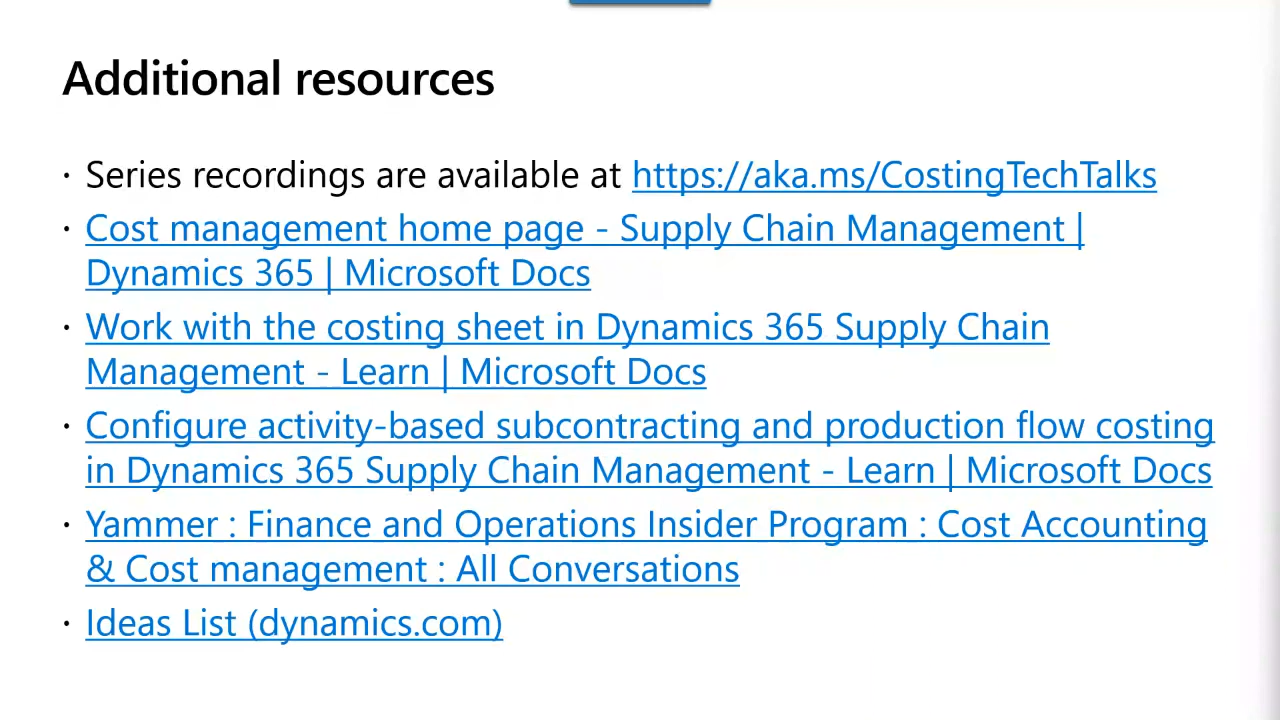 Additional resources
· Series recordings are available at https://aka.ms/CostingTechTalks
· Cost management home page - Supply Chain Management |
Dynamics 365 | Microsoft Docs
· Work with the costing sheet in Dynamics 365 Supply Chain
Management - Learn | Microsoft Docs
· Configure activity-based subcontracting and production flow costing
in Dynamics 365 Supply Chain Management - Learn | Microsoft Docs
· Yammer : Finance and Operations Insider Program : Cost Accounting
& Cost management : All Conversations
· Ideas List (dynamics.com)